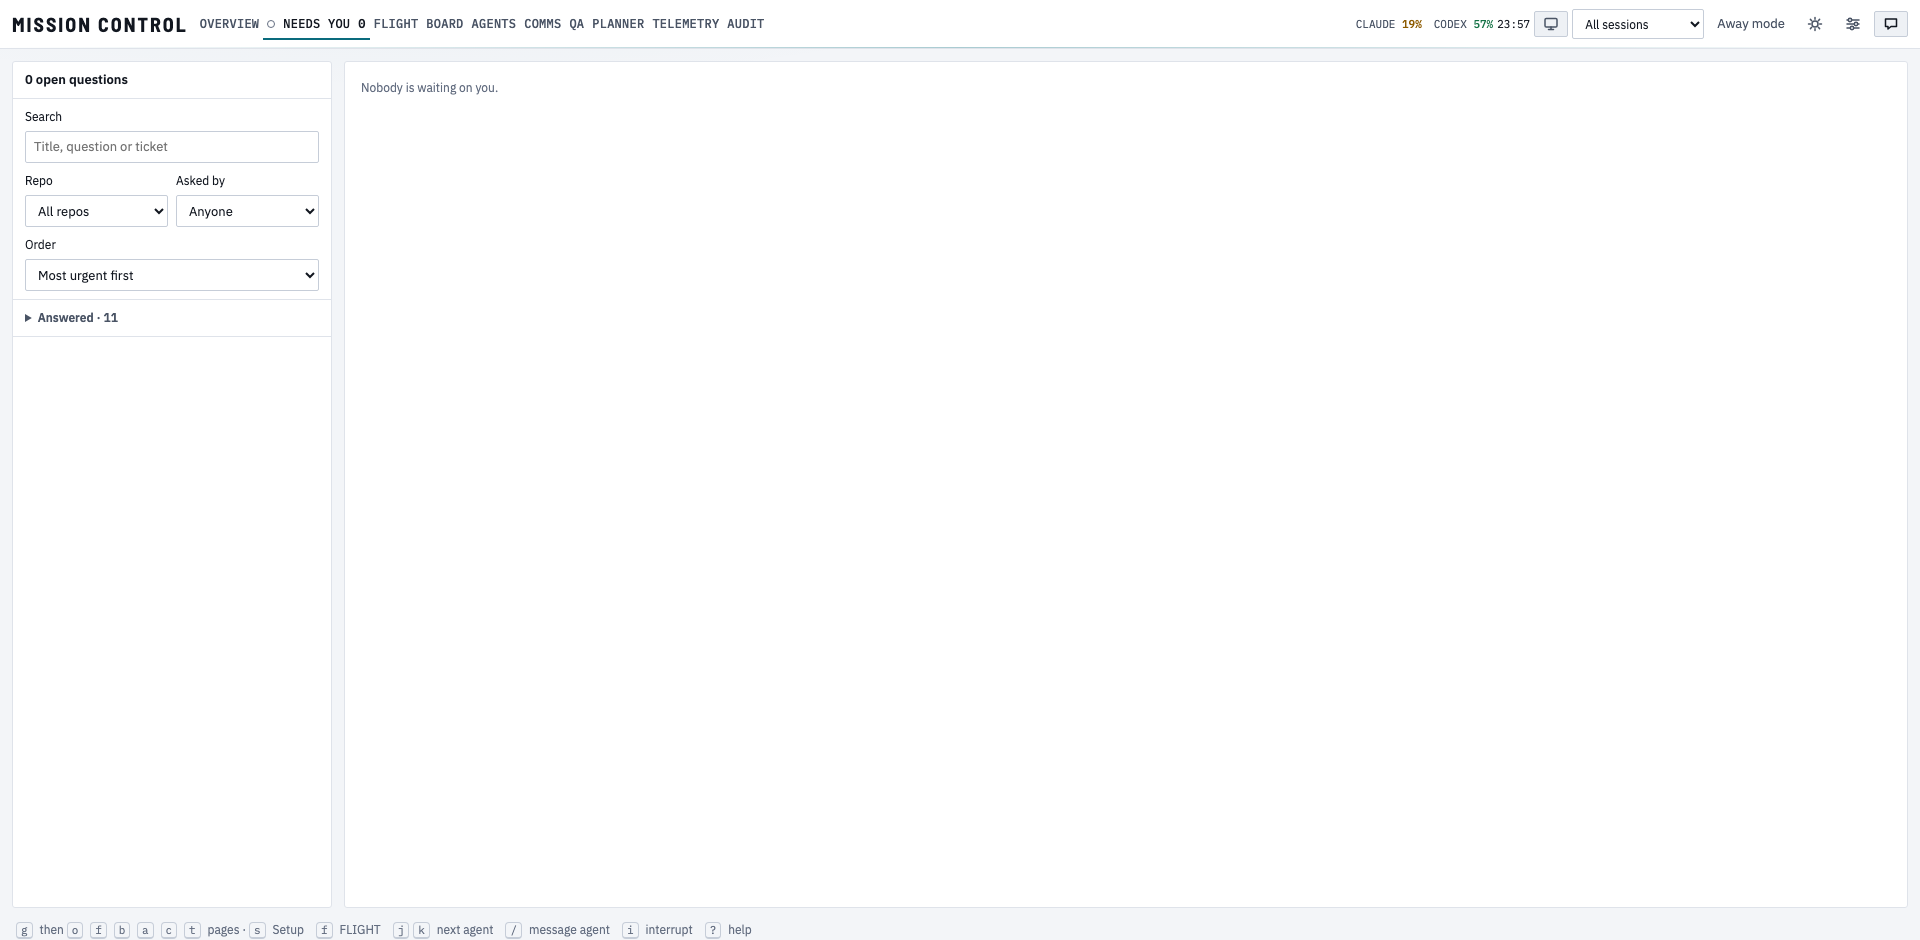 MISSION CONTROL OVERVIEW NEEDS YOU 0 FLIGHT BOARD AGENTS COMMS QA PLANNER TELEMETRY AUDIT CLAUDE 19% CODEX 57% 23:57 All sessions Away mode
0 open questions
Search
Title, question or ticket
Repo Asked by
All repos Anyone
Order
Most urgent first
Answered · 11
Nobody is waiting on you.
g then o f b a c t pages · s Setup f FLIGHT j k next agent / message agent i interrupt ? help